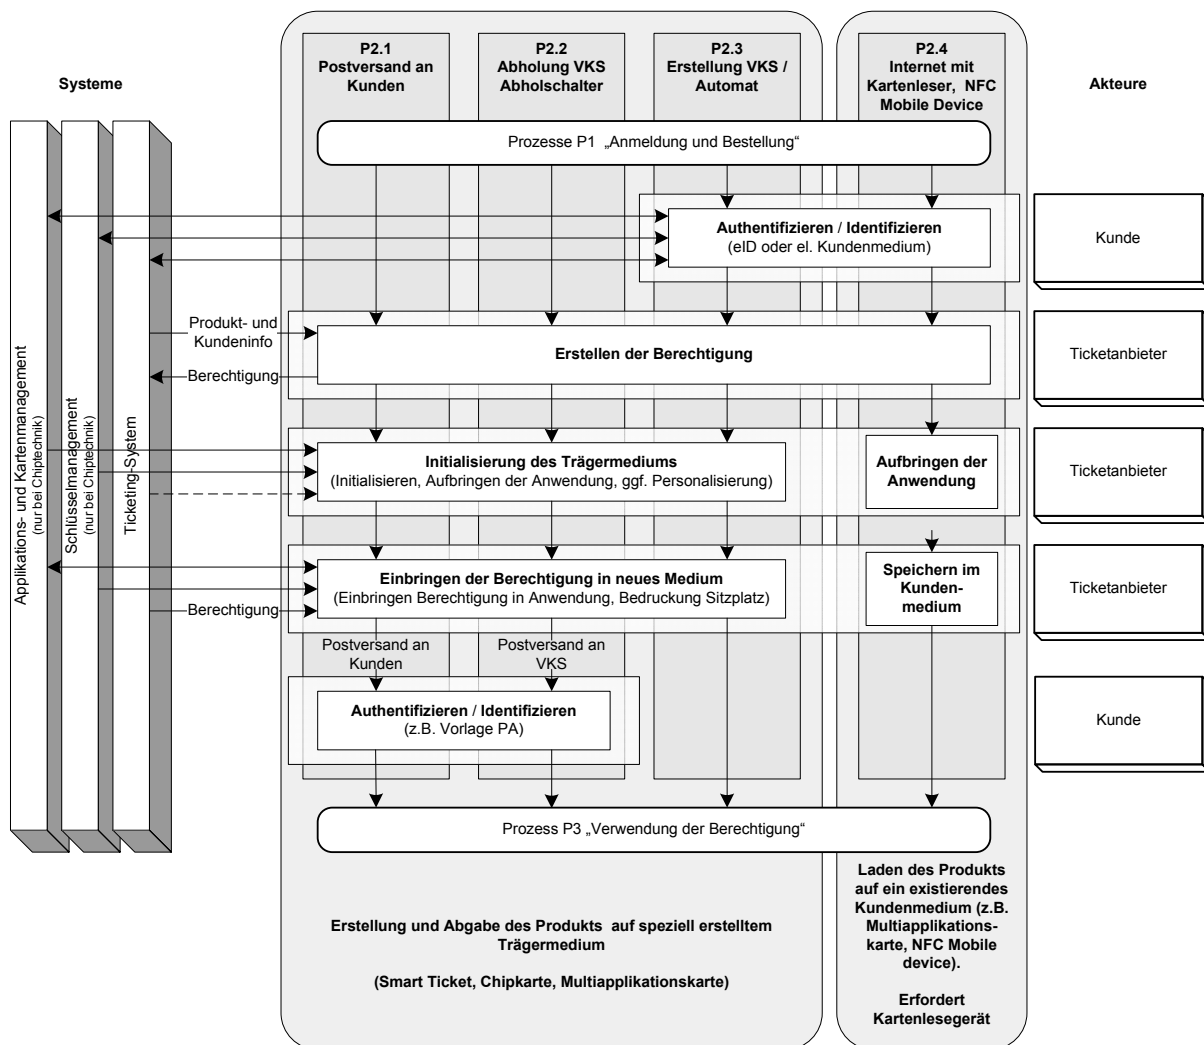 P2.1
Postversand an
Kunden
P2.2
Abholung VKS
Abholschalter
P2.3
Erstellung VKS /
Automat
P2.4
Internet mit
Kartenleser, NFC
Mobile Device
Systeme
Akteure
Prozesse P1 „Anmeldung und Bestellung“
Authentifizieren / Identifizieren
(eID oder el. Kundenmedium)
Kunde
Produkt- und
Kundeninfo
Erstellen der Berechtigung
Ticketanbieter
Berechtigung
Applikations- und Kartenmanagement
(nur bei Chiptechnik)
Schlüsselmanagement
(nur bei Chiptechnik)
Ticketing-System
Initialisierung des Trägermediums
(Initialisieren, Aufbringen der Anwendung, ggf. Personalisierung)
Aufbringen der
Anwendung
Ticketanbieter
Einbringen der Berechtigung in neues Medium
(Einbringen Berechtigung in Anwendung, Bedruckung Sitzplatz)
Speichern im
Kunden-
medium
Ticketanbieter
Berechtigung
Postversand an
Kunden
Postversand an
VKS
Authentifizieren / Identifizieren
(z.B. Vorlage PA)
Kunde
Prozess P3 „Verwendung der Berechtigung“
Erstellung und Abgabe des Produkts auf speziell erstelltem
Trägermedium
(Smart Ticket, Chipkarte, Multiapplikationskarte)
Laden des Produkts
auf ein existierendes
Kundenmedium (z.B.
Multiapplikations-
karte, NFC Mobile
device).
Erfordert
Kartenlesegerät